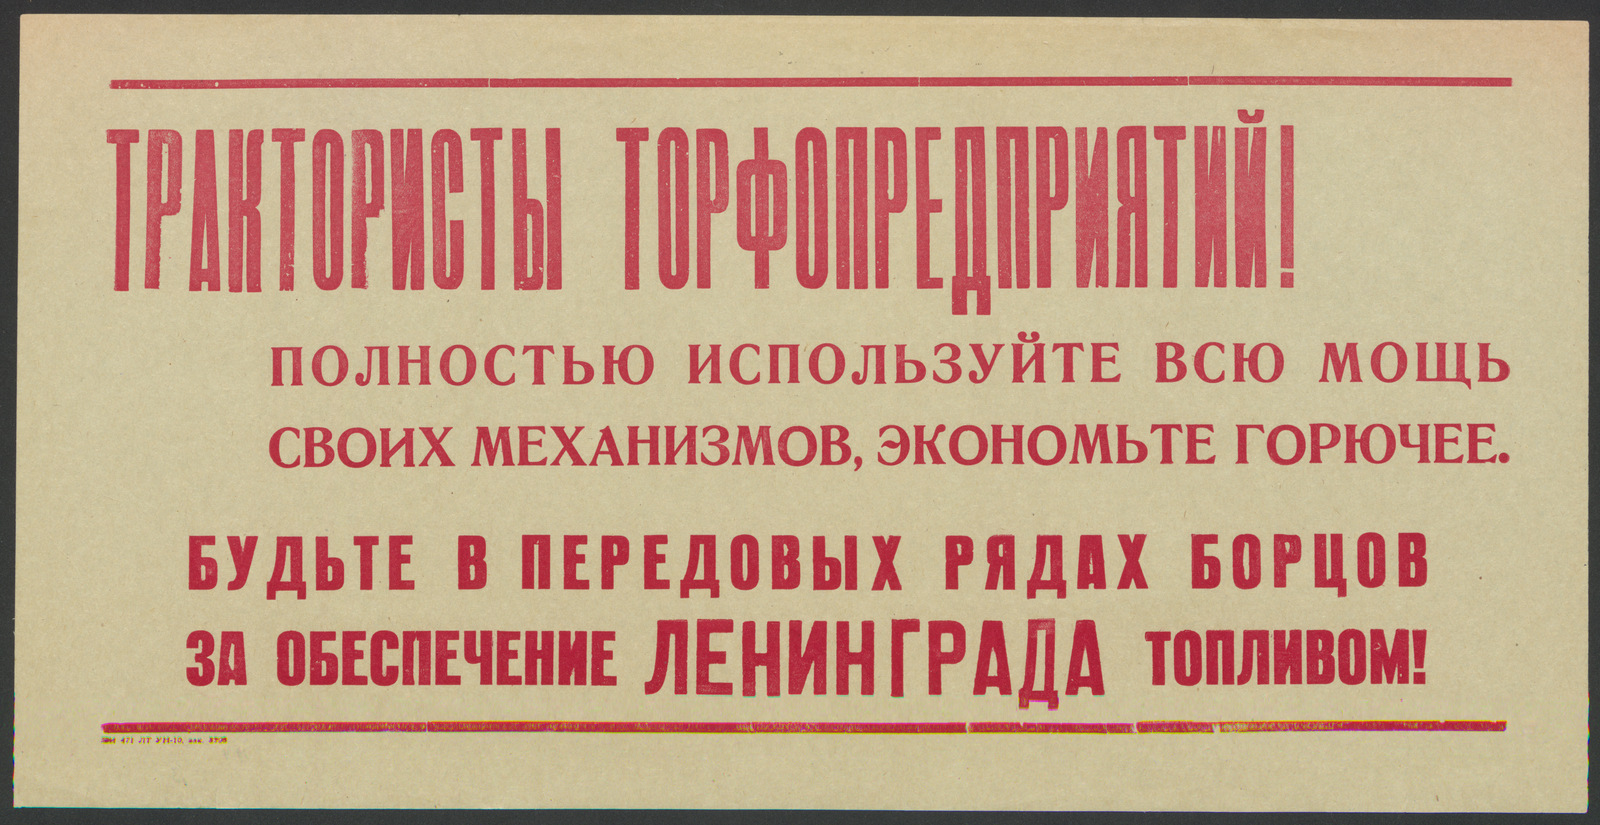 ТРАКТОРИСТЫ ТОРФОПРЕДПРИЯТИЙ!
ПОЛНОСТЬЮ ИСПОЛЬЗУЙТЕ ВСЮ МОЩЬ
СВОИХ МЕХАНИЗМОВ, ЭКОНОМЬТЕ ГОРЮЧЕЕ.
БУДЬТЕ В ПЕРЕДОВЫХ РЯДАХ БОРЦОВ
ЗА ОБЕСПЕЧЕНИЕ ЛЕНИНГРАДА ТОПЛИВОМ!